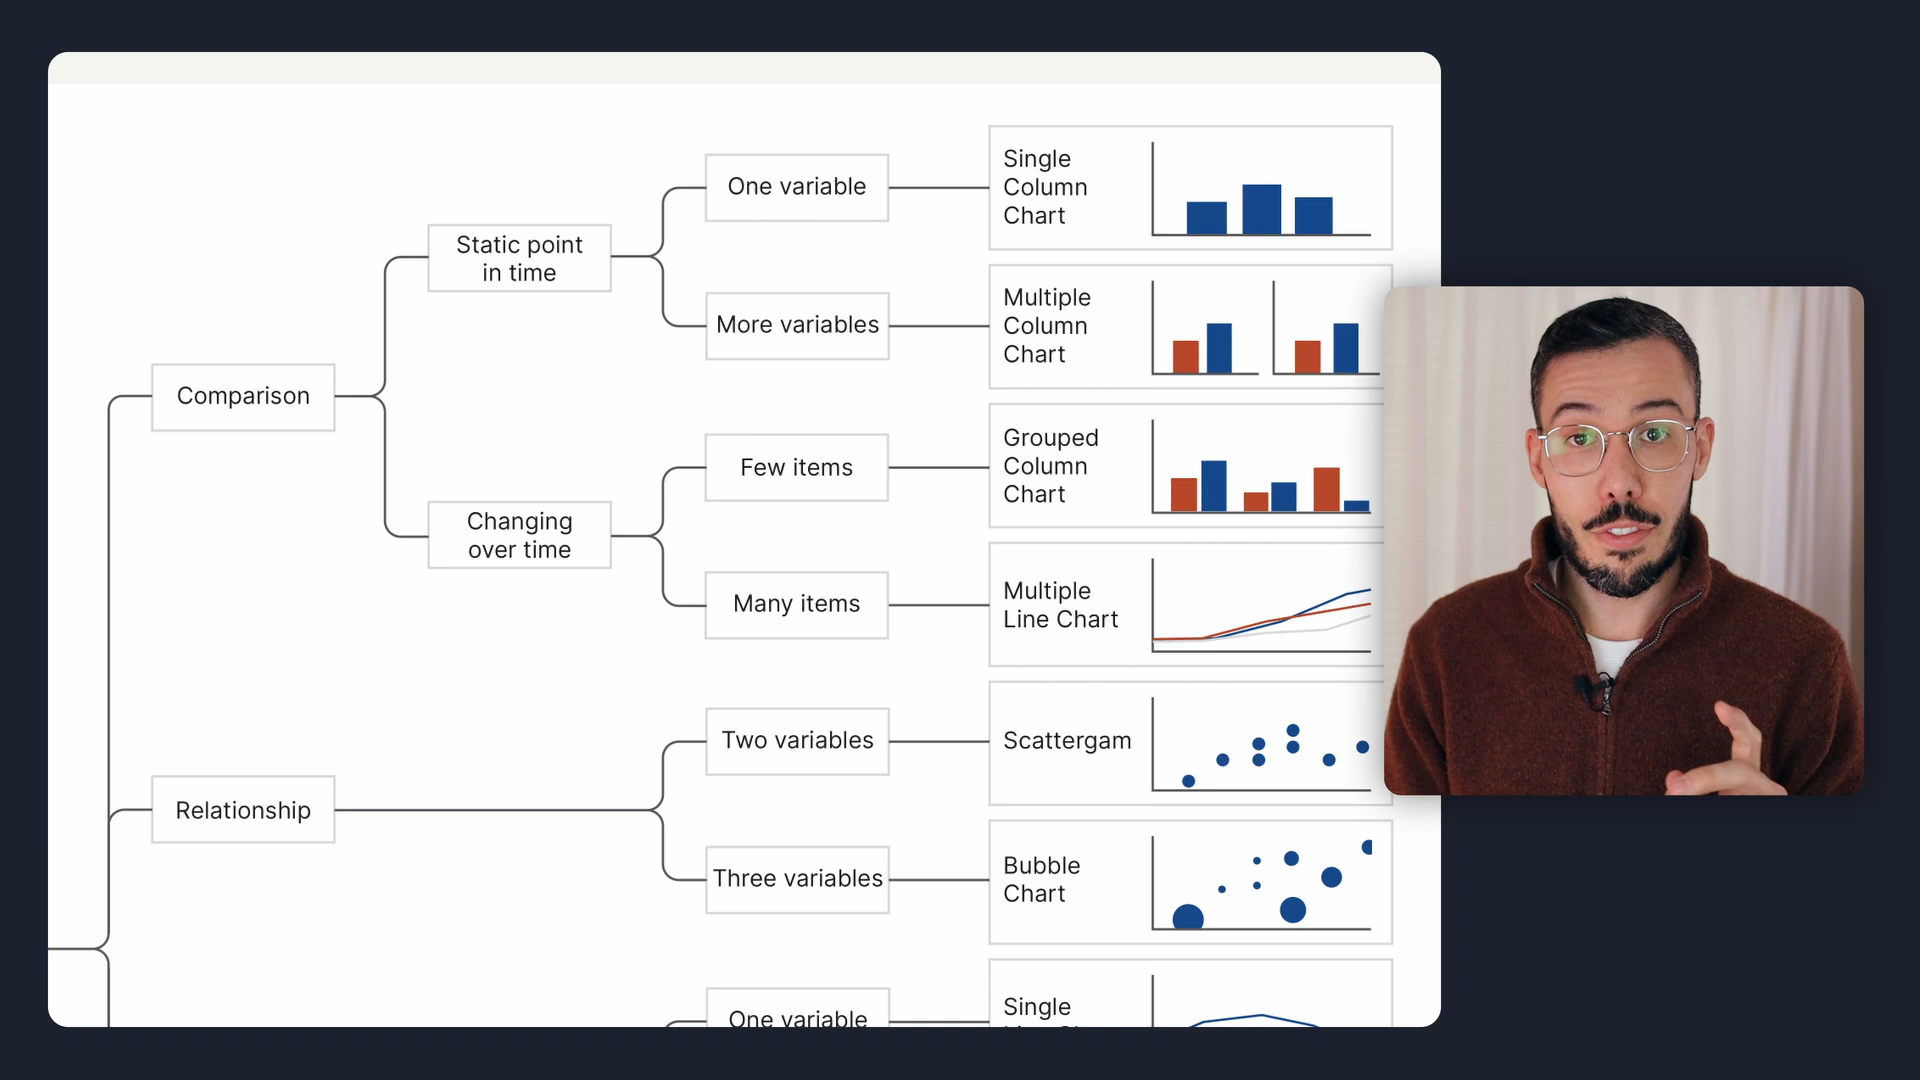 Single
Column
Chart
One variable
Static point
in time
More variables
Multiple
Column
Chart
Comparison
Grouped
Column
Chart
Few items
Changing
over time
Many items
Multiple
Line Chart
Two variables
Scattergam
Relationship
Three variables
Bubble
Chart
One variable
Single